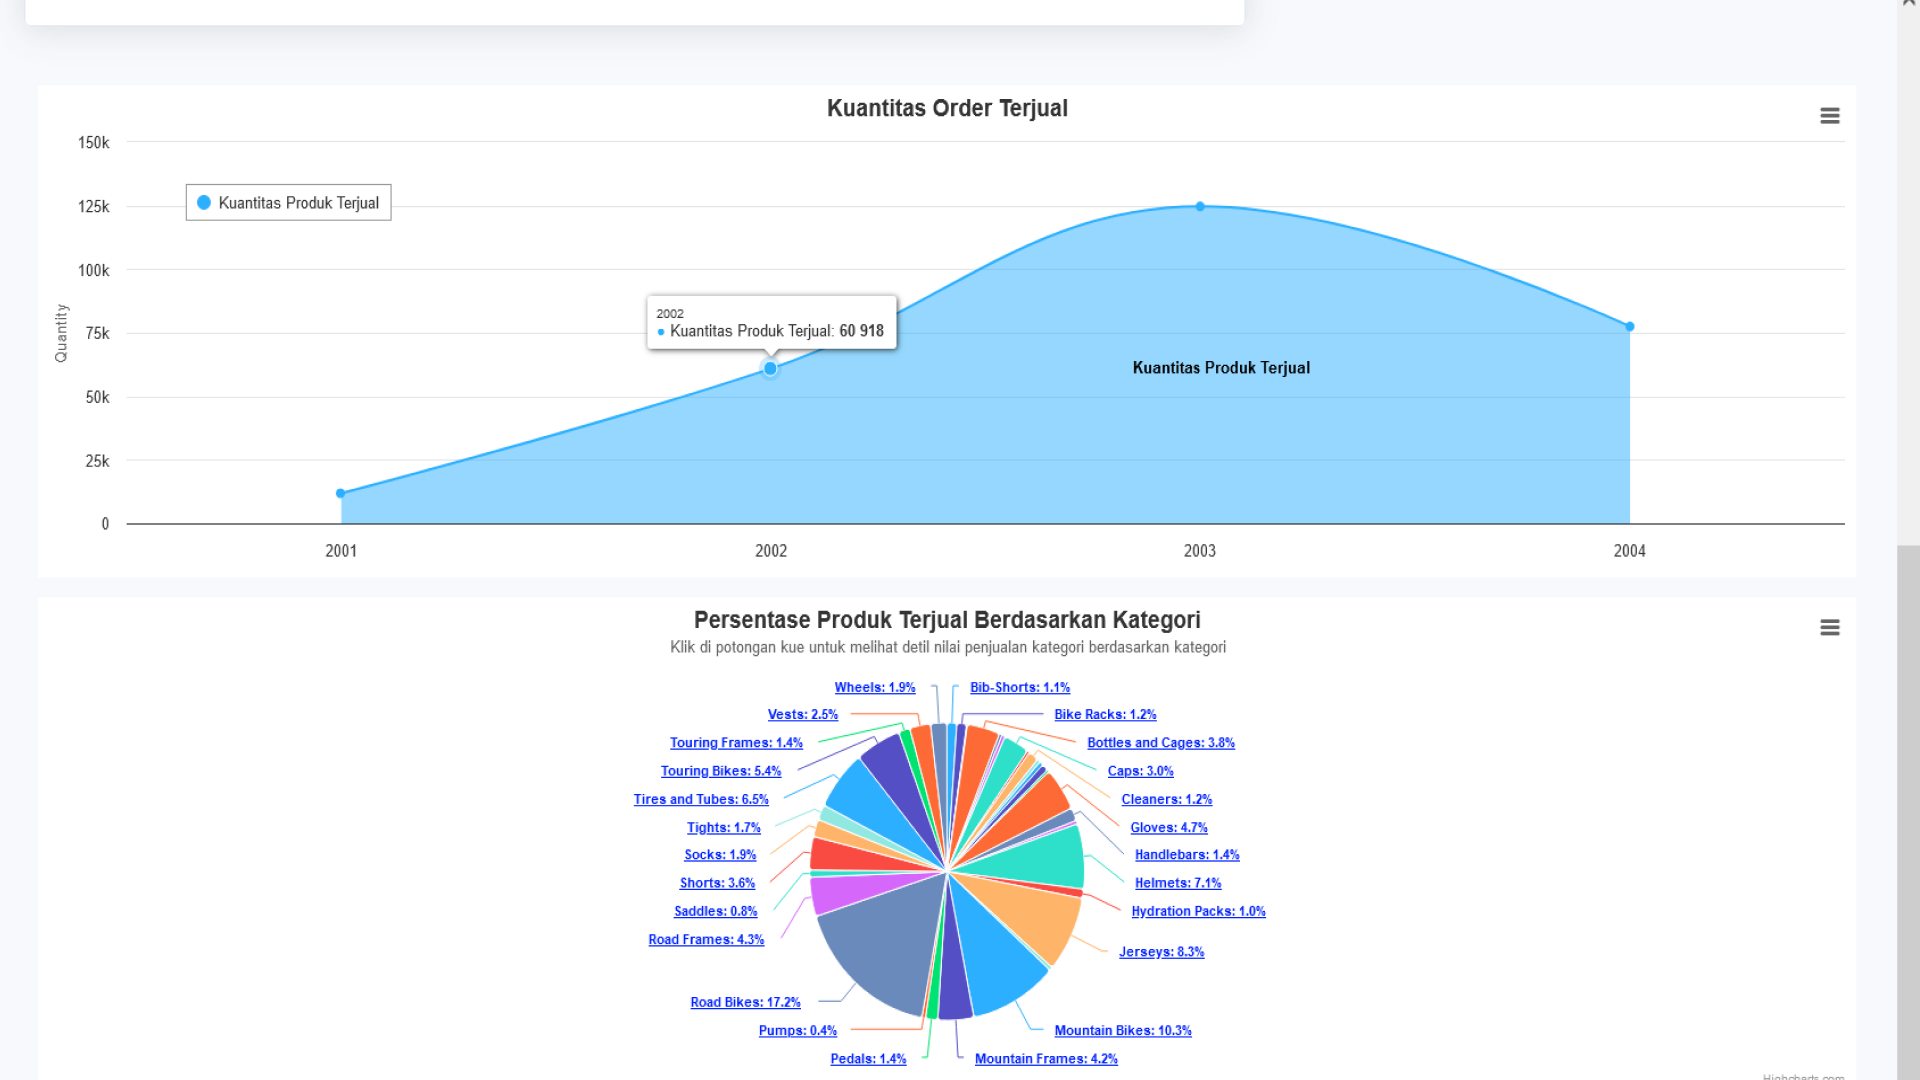 Kuantitas Order Terjual
150k
125k
100k
75k
50k
25k
0
Quantity
Kuantitas Produk Terjual
2002
Kuantitas Produk Terjual: 60 918
Kuantitas Produk Terjual
2001
2002
2003
2004
Persentase Produk Terjual Berdasarkan Kategori
Klik di potongan kue untuk melihat detil nilai penjualan kategori berdasarkan kategori
Wheels: 1.9%
Bib-Shorts: 1.1%
Vests: 2.5%
Bike Racks: 1.2%
Touring Frames: 1.4%
Bottles and Cages: 3.8%
Touring Bikes: 5.4%
Caps: 3.0%
Tires and Tubes: 6.5%
Cleaners: 1.2%
Tights: 1.7%
Gloves: 4.7%
Socks: 1.9%
Handlebars: 1.4%
Shorts: 3.6%
Helmets: 7.1%
Saddles: 0.8%
Hydration Packs: 1.0%
Road Frames: 4.3%
Jerseys: 8.3%
Road Bikes: 17.2%
Pumps: 0.4%
Mountain Bikes: 10.3%
Pedals: 1.4%
Mountain Frames: 4.2%
Highcharts.com